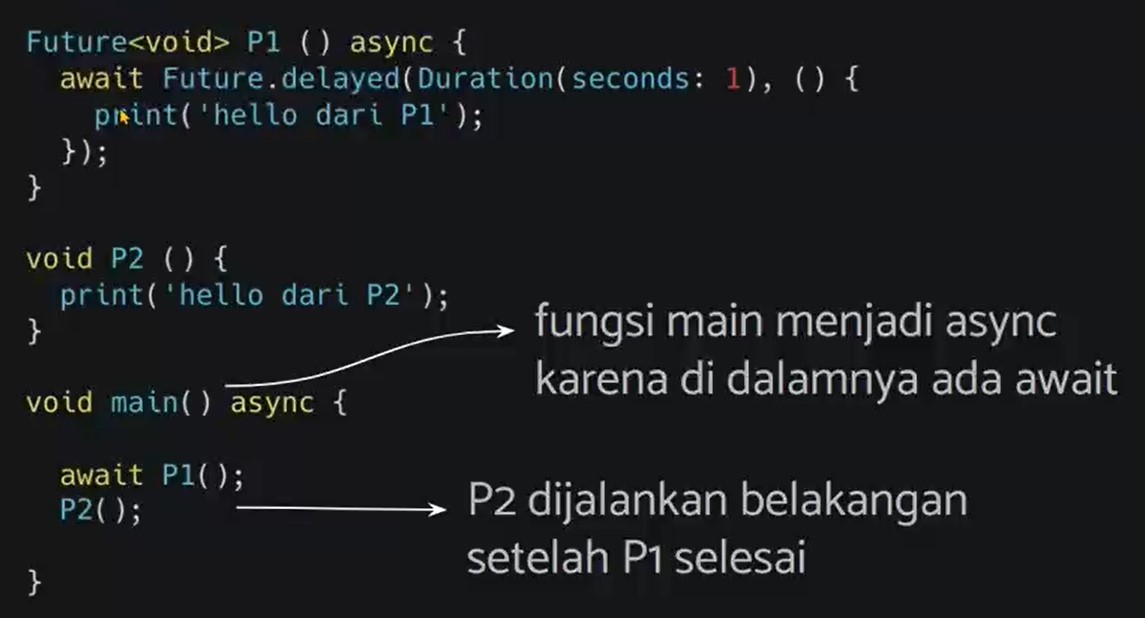 Future<void> P1 () async {
  await Future.delayed(Duration(seconds: 1), () {
    print('hello dari P1');
  });
}

void P2 () {
  print('hello dari P2');
}

void main() async {

  await P1();
  P2();

}
fungsi main menjadi async
karena di dalamnya ada await
P2 dijalankan belakangan
setelah P1 selesai